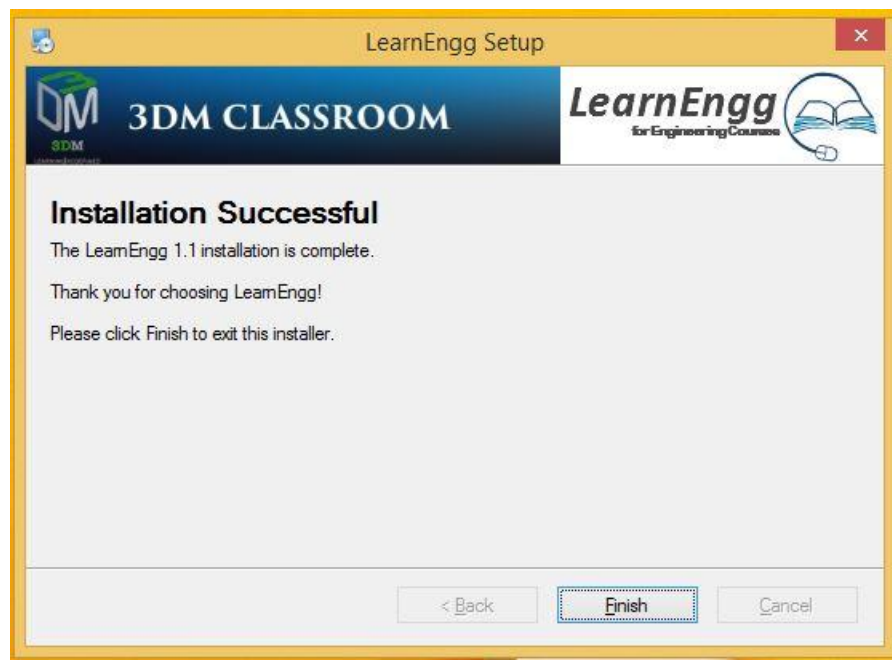 LearnEngg Setup
3DM CLASSROOM
3DM
LearnEngg
for Engineering Courses
Installation Successful
The LearnEngg 1.1 installation is complete.
Thank you for choosing LearnEngg!
Please click Finish to exit this installer.
< Back
Finish
Cancel